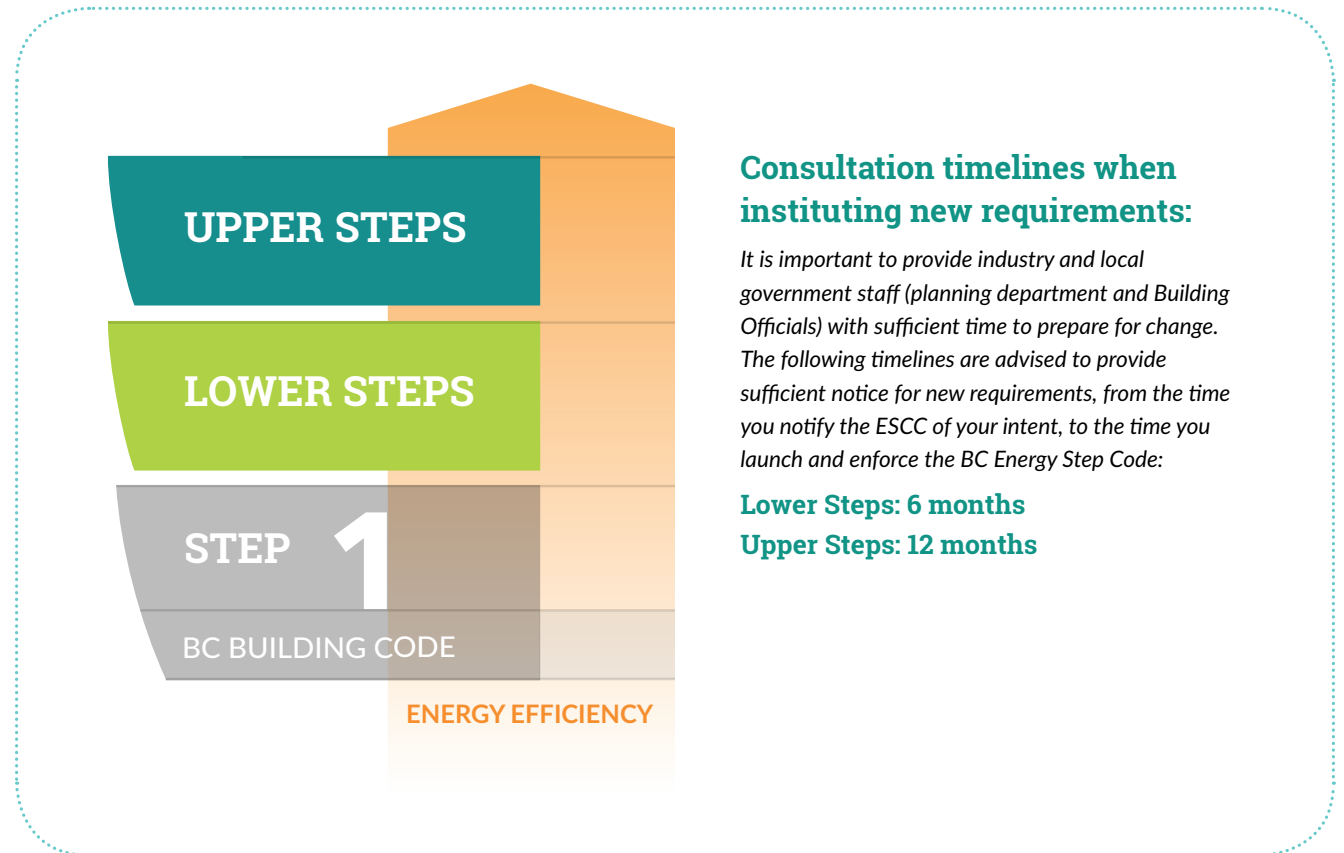 UPPER STEPS
LOWER STEPS
STEP 1
BC BUILDING CODE
ENERGY EFFICIENCY
Consultation timelines when
instituting new requirements:
It is important to provide industry and local
government staff (planning department and Building
Officials) with sufficient time to prepare for change.
The following timelines are advised to provide
sufficient notice for new requirements, from the time
you notify the ESCC of your intent, to the time you
launch and enforce the BC Energy Step Code:
Lower Steps: 6 months
Upper Steps: 12 months